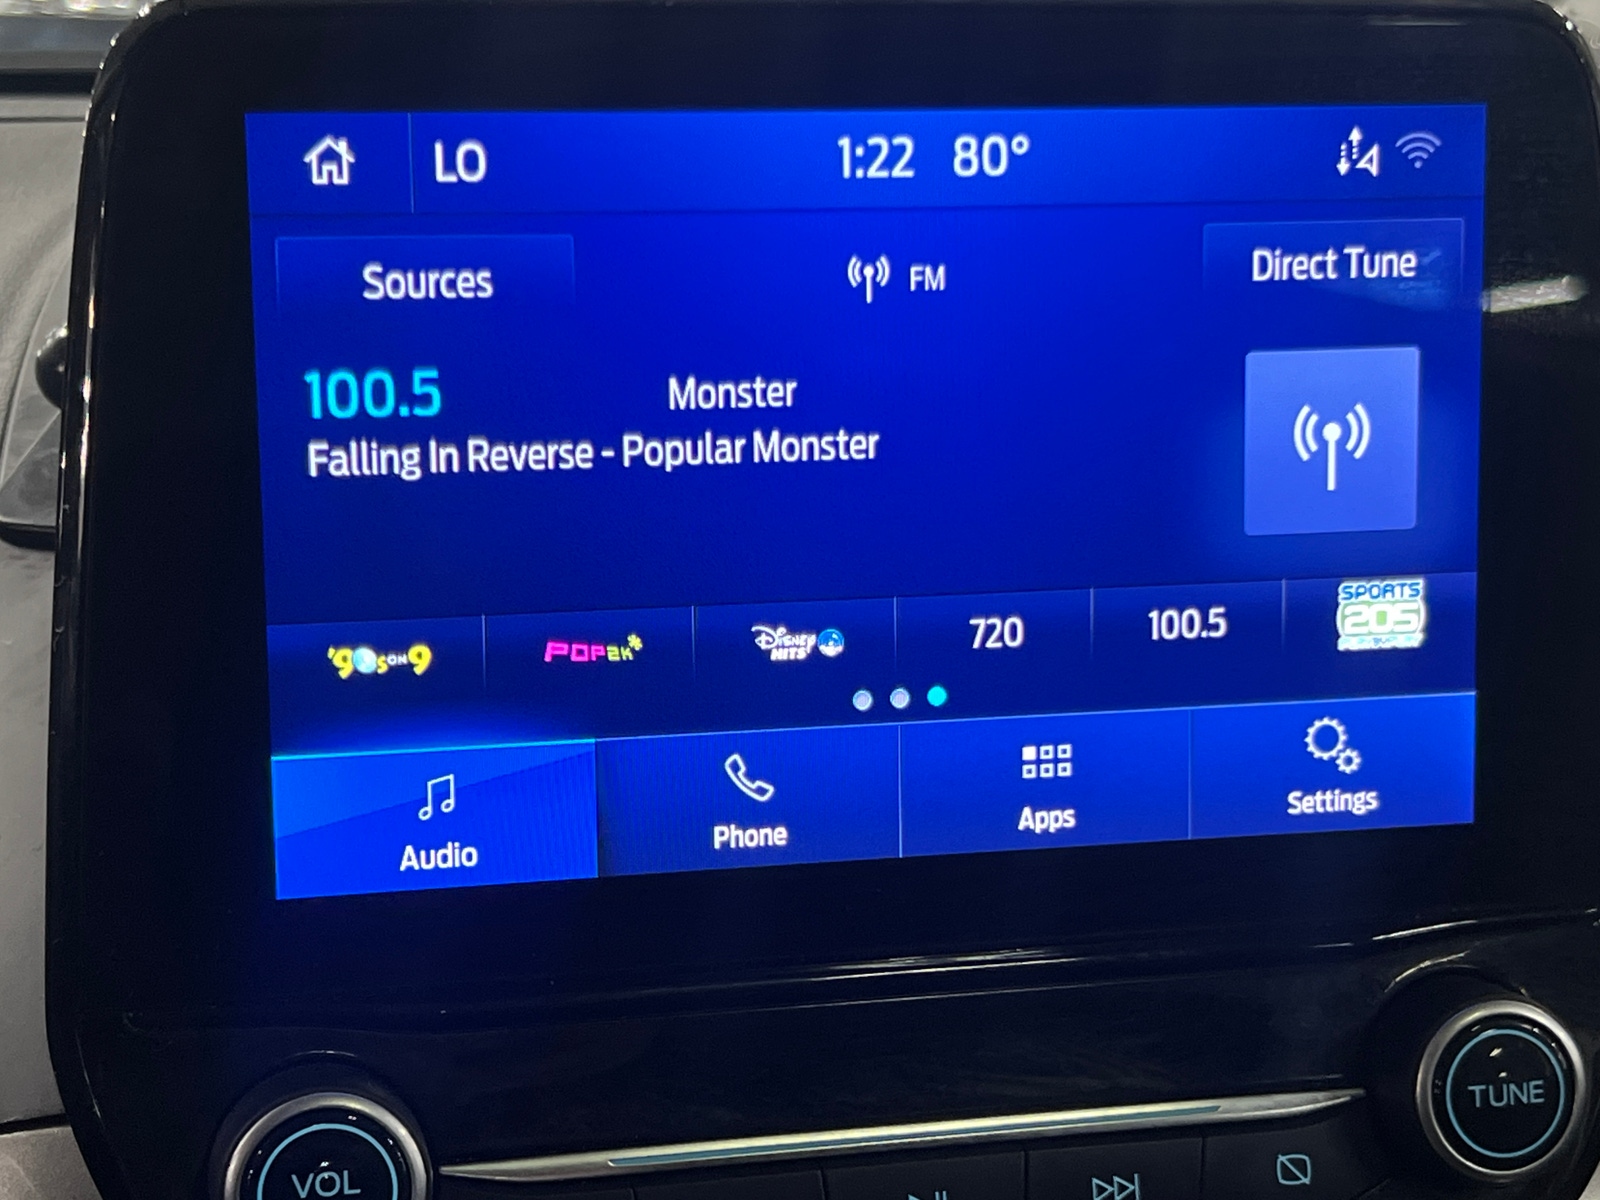 LO 1:22 80°
Sources FM Direct Tune
100.5 Monster
Falling In Reverse - Popular Monster
'90s ON 9 POP2K DISNEY HITS 720 100.5 SPORTS 205
Audio Phone Apps Settings
VOL TUNE